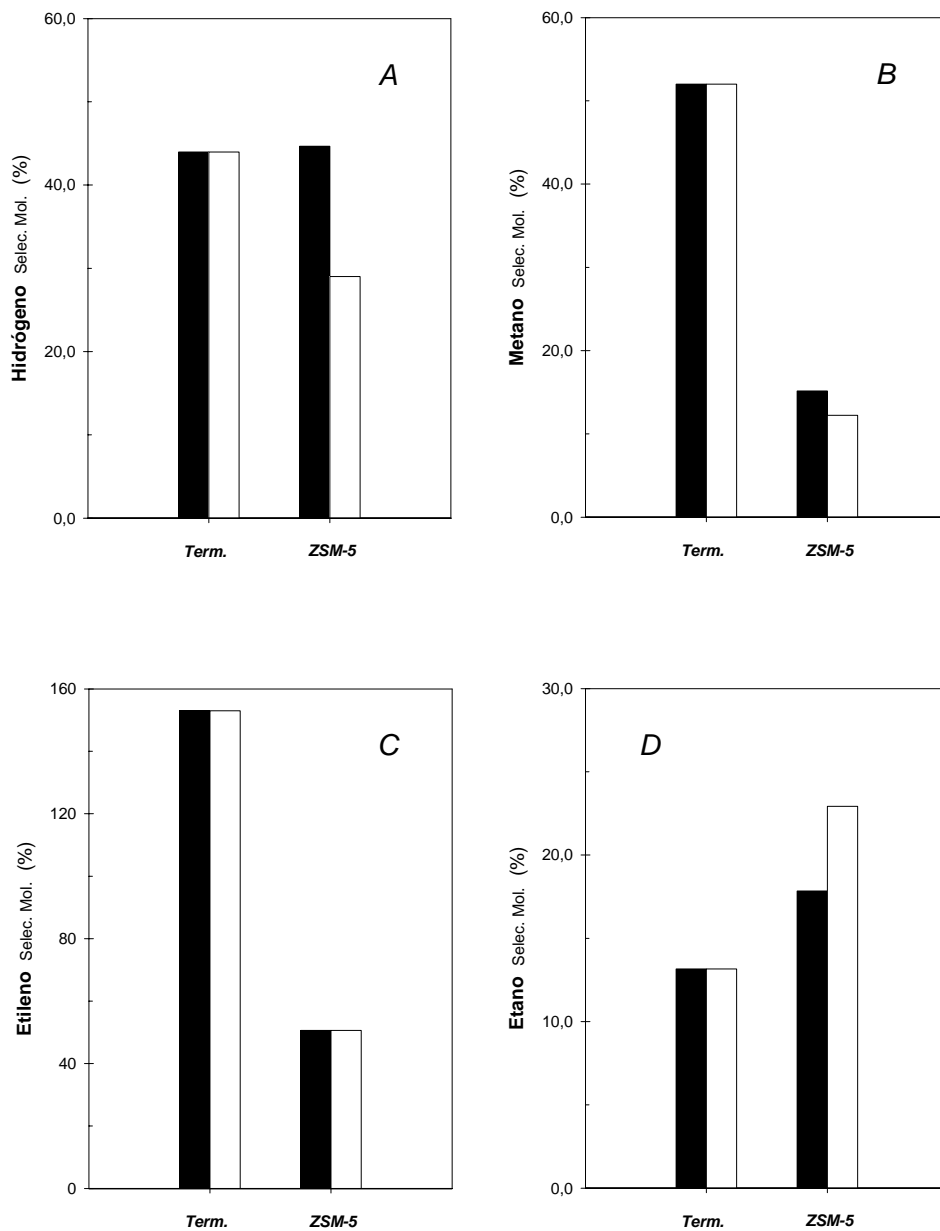 60,0
40,0
20,0
0,0
Hidrógeno Selec. Mol. (%)
A
Term. ZSM-5
60,0
40,0
20,0
0,0
Metano Selec. Mol. (%)
B
Term. ZSM-5
160
120
80
40
0
Etileno Selec. Mol. (%)
C
Term. ZSM-5
30,0
20,0
10,0
0,0
Etano Selec. Mol. (%)
D
Term. ZSM-5